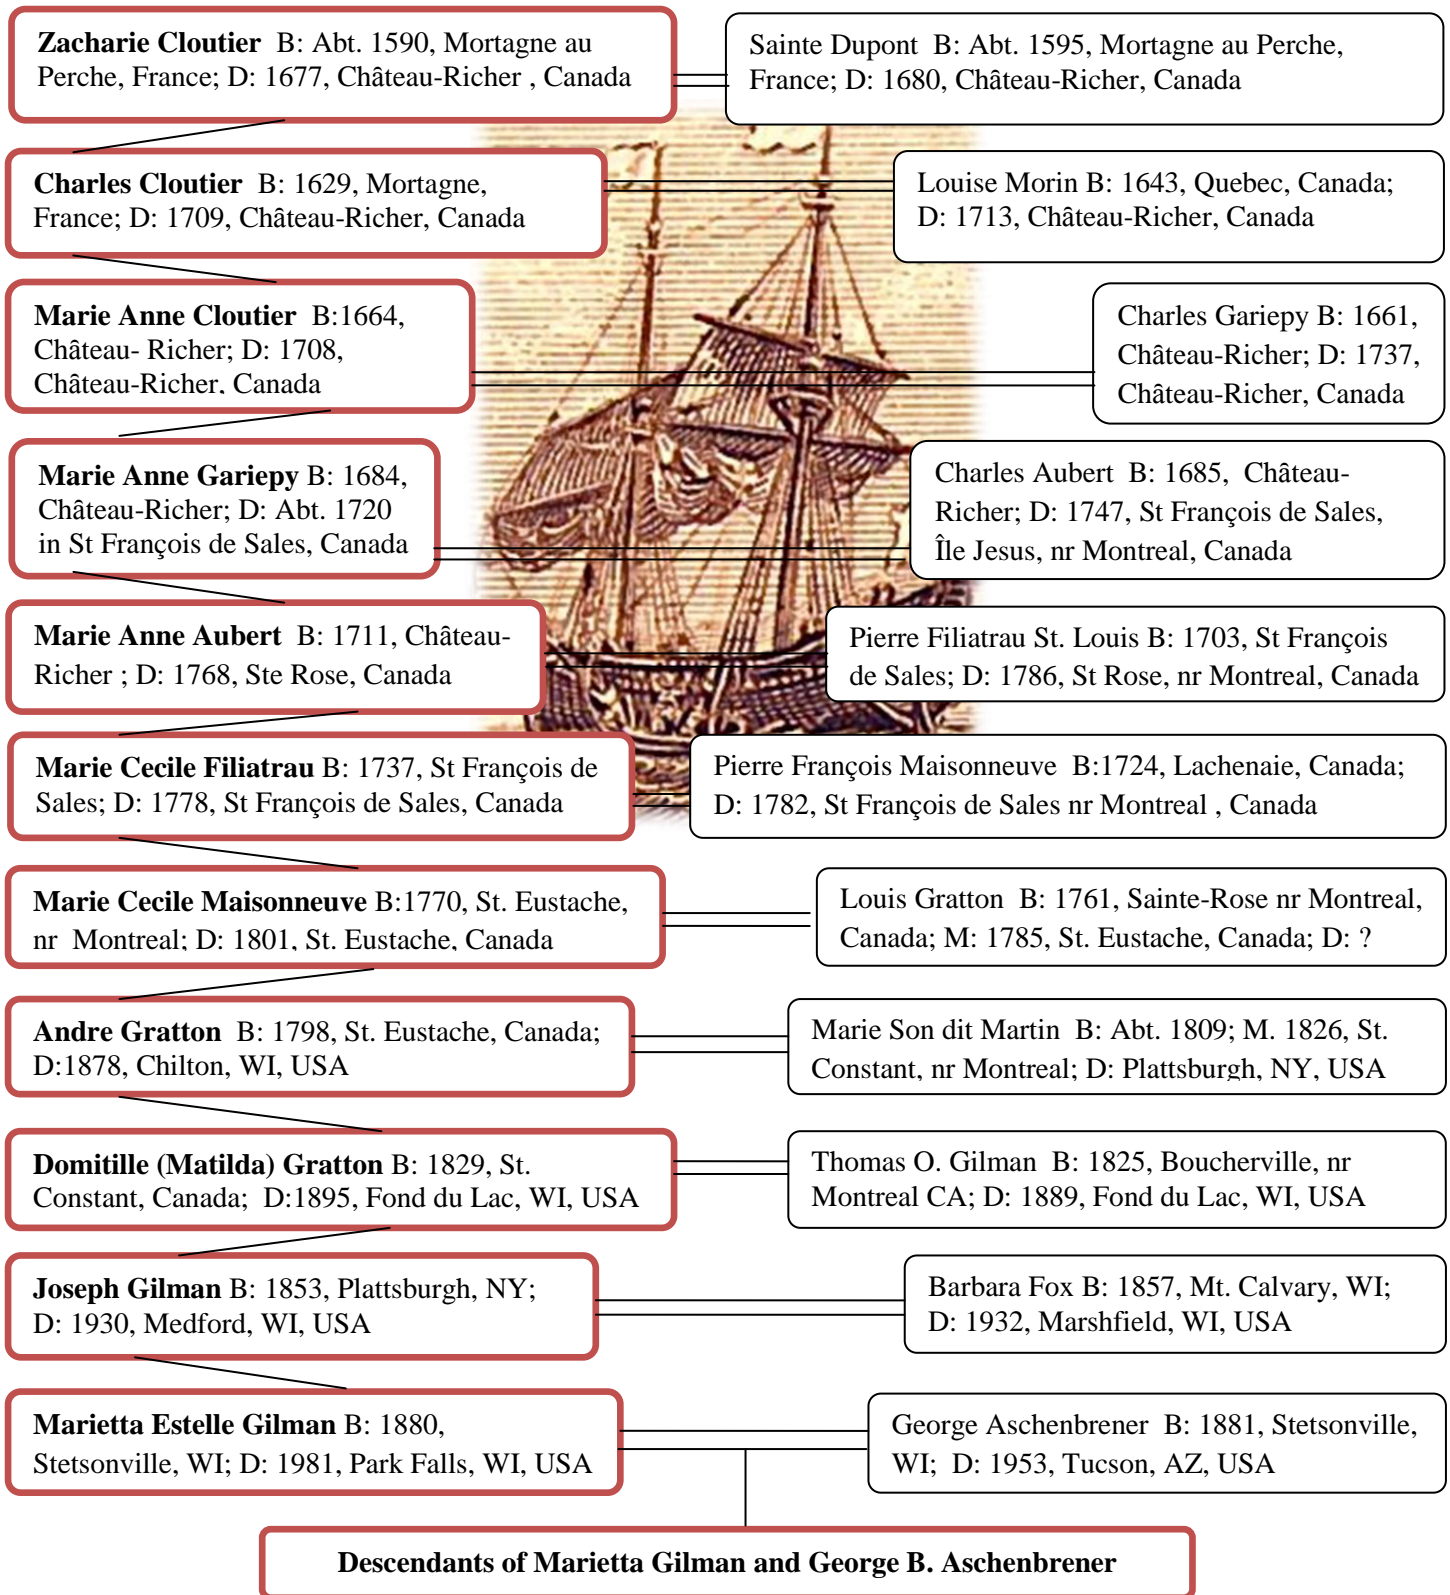 Zacharie Cloutier B: Abt. 1590, Mortagne au
Perche, France; D: 1677, Château-Richer , Canada
Sainte Dupont B: Abt. 1595, Mortagne au Perche,
France; D: 1680, Château-Richer, Canada
Charles Cloutier B: 1629, Mortagne,
France; D: 1709, Château-Richer, Canada
Louise Morin B: 1643, Quebec, Canada;
D: 1713, Château-Richer, Canada
Marie Anne Cloutier B:1664,
Château- Richer; D: 1708,
Château-Richer, Canada
Charles Gariepy B: 1661,
Château-Richer; D: 1737,
Château-Richer, Canada
Marie Anne Gariepy B: 1684,
Château-Richer; D: Abt. 1720
in St François de Sales, Canada
Charles Aubert B: 1685, Château-
Richer; D: 1747, St François de Sales,
Île Jesus, nr Montreal, Canada
Marie Anne Aubert B: 1711, Château-
Richer ; D: 1768, Ste Rose, Canada
Pierre Filiatrau St. Louis B: 1703, St François
de Sales; D: 1786, St Rose, nr Montreal, Canada
Marie Cecile Filiatrau B: 1737, St François de
Sales; D: 1778, St François de Sales, Canada
Pierre François Maisonneuve B:1724, Lachenaie, Canada;
D: 1782, St François de Sales nr Montreal , Canada
Marie Cecile Maisonneuve B:1770, St. Eustache,
nr Montreal; D: 1801, St. Eustache, Canada
Louis Gratton B: 1761, Sainte-Rose nr Montreal,
Canada; M: 1785, St. Eustache, Canada; D: ?
Andre Gratton B: 1798, St. Eustache, Canada;
D:1878, Chilton, WI, USA
Marie Son dit Martin B: Abt. 1809; M. 1826, St.
Constant, nr Montreal; D: Plattsburgh, NY, USA
Domitille (Matilda) Gratton B: 1829, St.
Constant, Canada; D:1895, Fond du Lac, WI, USA
Thomas O. Gilman B: 1825, Boucherville, nr
Montreal CA; D: 1889, Fond du Lac, WI, USA
Joseph Gilman B: 1853, Plattsburgh, NY;
D: 1930, Medford, WI, USA
Barbara Fox B: 1857, Mt. Calvary, WI;
D: 1932, Marshfield, WI, USA
Marietta Estelle Gilman B: 1880,
Stetsonville, WI; D: 1981, Park Falls, WI, USA
George Aschenbrener B: 1881, Stetsonville,
WI; D: 1953, Tucson, AZ, USA
Descendants of Marietta Gilman and George B. Aschenbrener